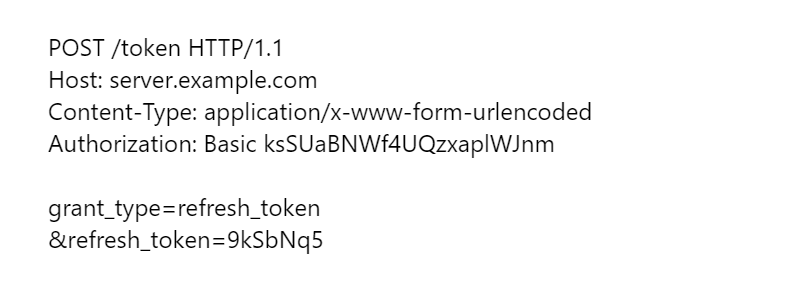 POST /token HTTP/1.1
Host: server.example.com
Content-Type: application/x-www-form-urlencoded
Authorization: Basic ksSUaBNWf4UQzxaplWJnm

grant_type=refresh_token
&refresh_token=9kSbNq5